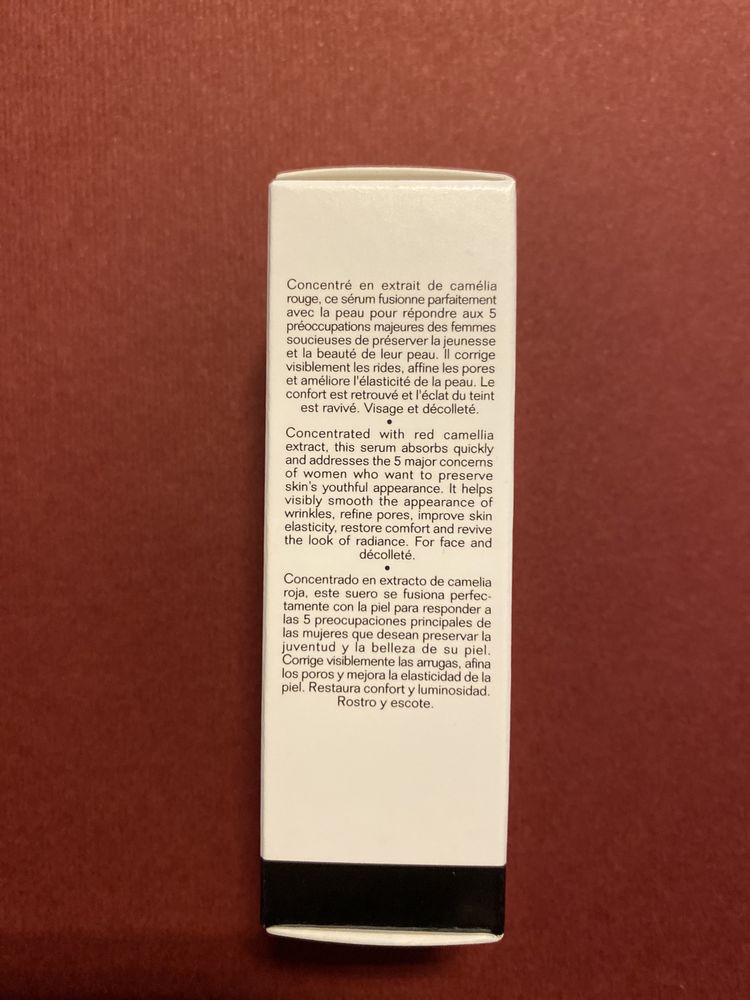 Concentré en extrait de camélia
rouge, ce sérum fusionne parfaitement
avec la peau pour répondre aux 5
préoccupations majeures des femmes
soucieuses de préserver la jeunesse
et la beauté de leur peau. Il corrige
visiblement les rides, affine les pores
et améliore l'élasticité de la peau. Le
confort est retrouvé et l'éclat du teint
est ravivé. Visage et décolleté.
•
Concentrated with red camellia
extract, this serum absorbs quickly
and addresses the 5 major concerns
of women who want to preserve
skin's youthful appearance. It helps
visibly smooth the appearance of
wrinkles, refine pores, improve skin
elasticity, restore comfort and revive
the look of radiance. For face and
décolleté.
•
Concentrado en extracto de camelia
roja, este suero se fusiona perfec-
tamente con la piel para responder a
las 5 preocupaciones principales de
las mujeres que desean preservar la
juventud y la belleza de su piel.
Corrige visiblemente las arrugas, afina
los poros y mejora la elasticidad de la
piel. Restaura confort y luminosidad.
Rostro y escote.